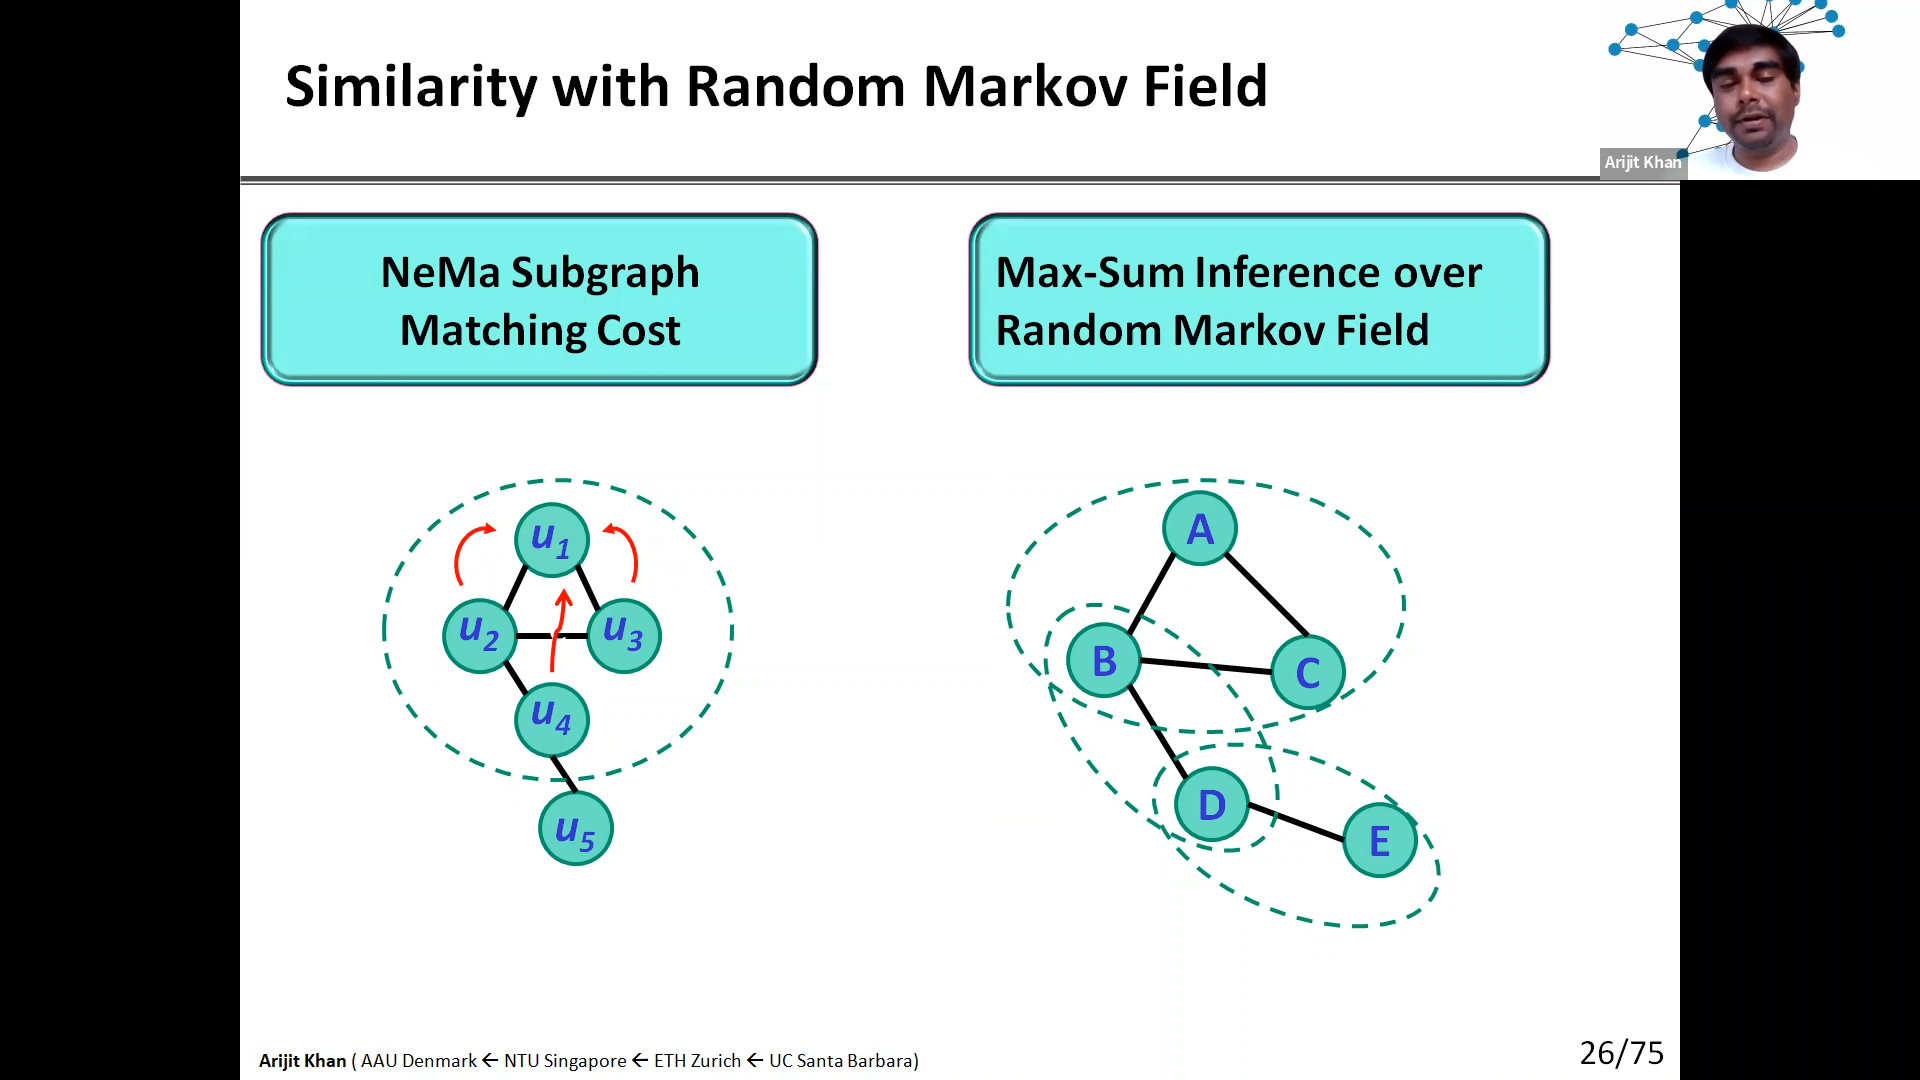 Similarity with Random Markov Field
Arijit Khan
NeMa Subgraph
Matching Cost
Max-Sum Inference over
Random Markov Field
u1
u2
u3
u4
u5
A
B
C
D
E
Arijit Khan ( AAU Denmark ← NTU Singapore ← ETH Zurich ← UC Santa Barbara)
26/75